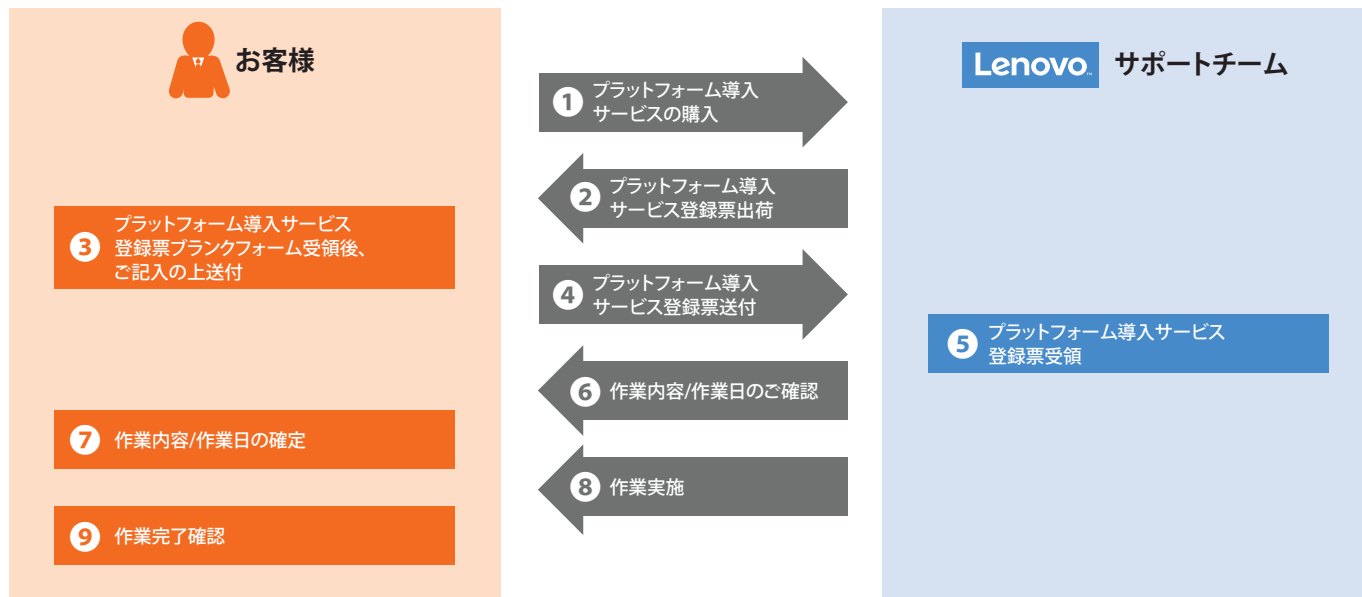 お客様
Lenovo サポートチーム
1 プラットフォーム導入
サービスの購入
2 プラットフォーム導入
サービス登録票出荷
3 プラットフォーム導入サービス
登録票ブランクフォーム受領後、
ご記入の上送付
4 プラットフォーム導入
サービス登録票送付
5 プラットフォーム導入サービス
登録票受領
6 作業内容/作業日のご確認
7 作業内容/作業日の確定
8 作業実施
9 作業完了確認